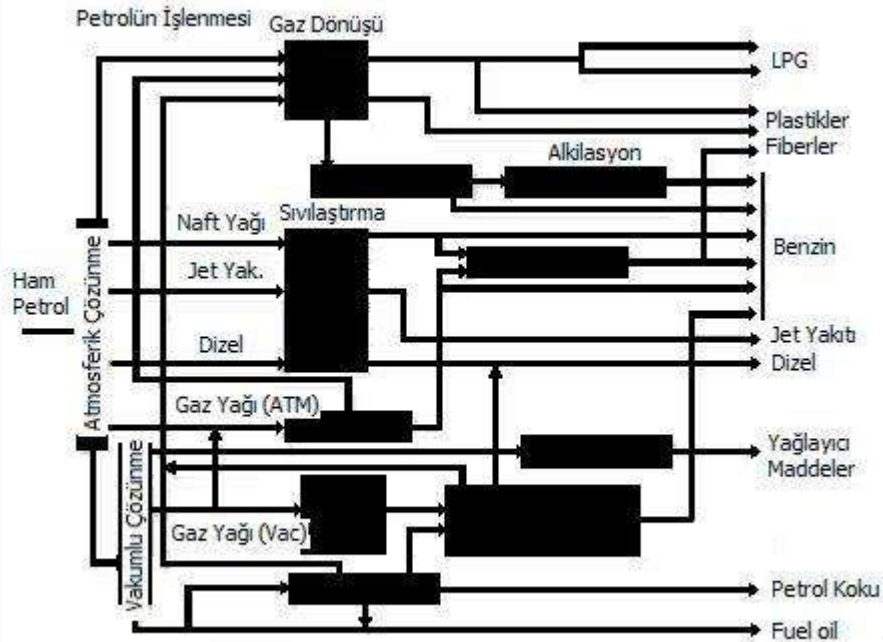 Petrolün İşlenmesi
Gaz Dönüşü
LPG
Plastikler
Fiberler
Alkilasyon
Naft Yağı
Sıvılaştırma
Benzin
Jet Yak.
Ham
Petrol
Atmosferik Çözünme
Jet Yakıtı
Dizel
Dizel
Gaz Yağı (ATM)
Yağlayıcı
Maddeler
Gaz Yağı (Vac)
Vakumlu Çözünme
Petrol Koku
Fuel oil